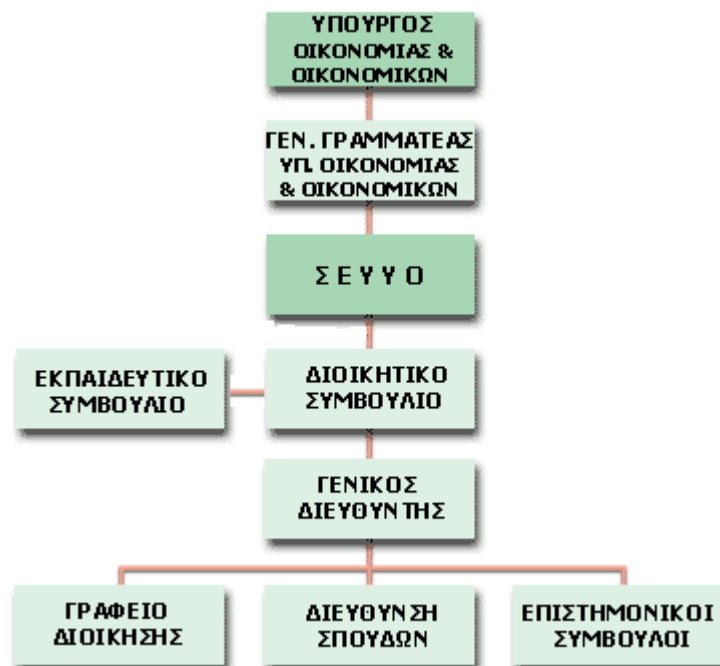 ΥΠΟΥΡΓΟΣ
ΟΙΚΟΝΟΜΙΑΣ &
ΟΙΚΟΝΟΜΙΚΩΝ
ΓΕΝ. ΓΡΑΜΜΑΤΕΑΣ
ΥΠ. ΟΙΚΟΝΟΜΙΑΣ
& ΟΙΚΟΝΟΜΙΚΩΝ
Σ Ε Υ Υ Ο
ΕΚΠΑΙΔΕΥΤΙΚΟ
ΣΥΜΒΟΥΛΙΟ
ΔΙΟΙΚΗΤΙΚΟ
ΣΥΜΒΟΥΛΙΟ
ΓΕΝΙΚΟΣ
ΔΙΕΥΘΥΝΤΗΣ
ΓΡΑΦΕΙΟ
ΔΙΟΙΚΗΣΗΣ
ΔΙΕΥΘΥΝΣΗ
ΣΠΟΥΔΩΝ
ΕΠΙΣΤΗΜΟΝΙΚΟΙ
ΣΥΜΒΟΥΛΟΙ